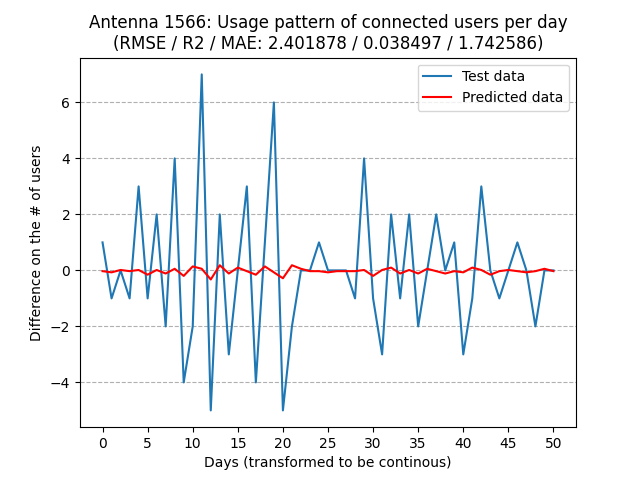 Antenna 1566: Usage pattern of connected users per day
(RMSE / R2 / MAE: 2.401878 / 0.038497 / 1.742586)
Test data
Predicted data
Difference on the # of users
6
4
2
0
−2
−4
0 5 10 15 20 25 30 35 40 45 50
Days (transformed to be continous)